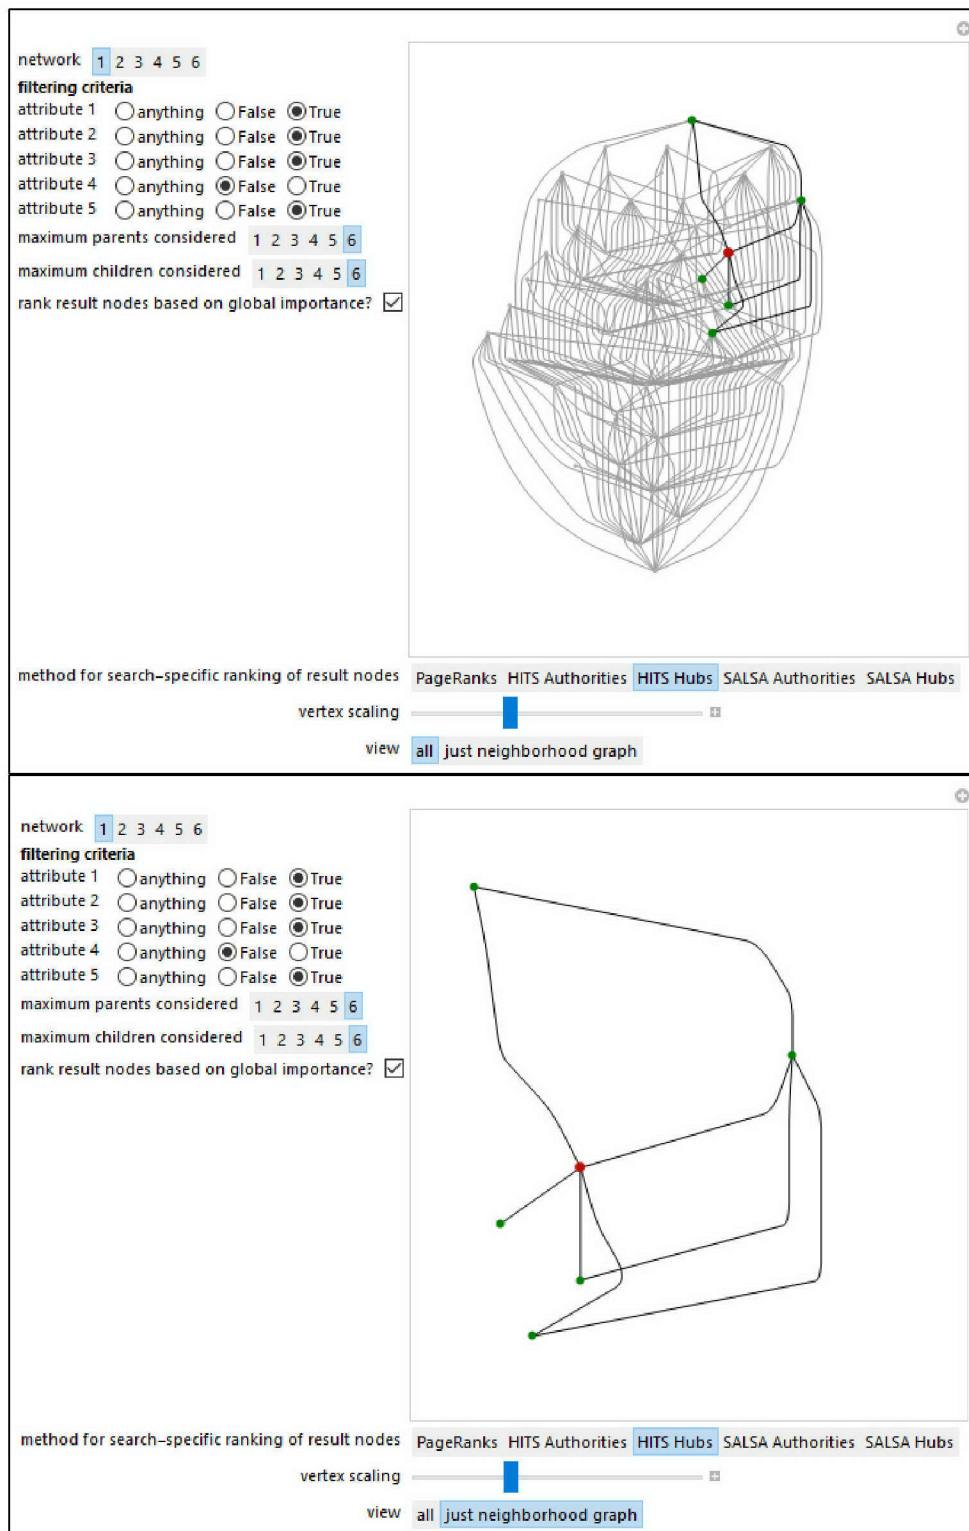 network 1 2 3 4 5 6
filtering criteria
attribute 1 anything False True
attribute 2 anything False True
attribute 3 anything False True
attribute 4 anything False True
attribute 5 anything False True
maximum parents considered 1 2 3 4 5 6
maximum children considered 1 2 3 4 5 6
rank result nodes based on global importance?
method for search-specific ranking of result nodes PageRanks HITS Authorities HITS Hubs SALSA Authorities SALSA Hubs
vertex scaling
view all just neighborhood graph
network 1 2 3 4 5 6
filtering criteria
attribute 1 anything False True
attribute 2 anything False True
attribute 3 anything False True
attribute 4 anything False True
attribute 5 anything False True
maximum parents considered 1 2 3 4 5 6
maximum children considered 1 2 3 4 5 6
rank result nodes based on global importance?
method for search-specific ranking of result nodes PageRanks HITS Authorities HITS Hubs SALSA Authorities SALSA Hubs
vertex scaling
view all just neighborhood graph